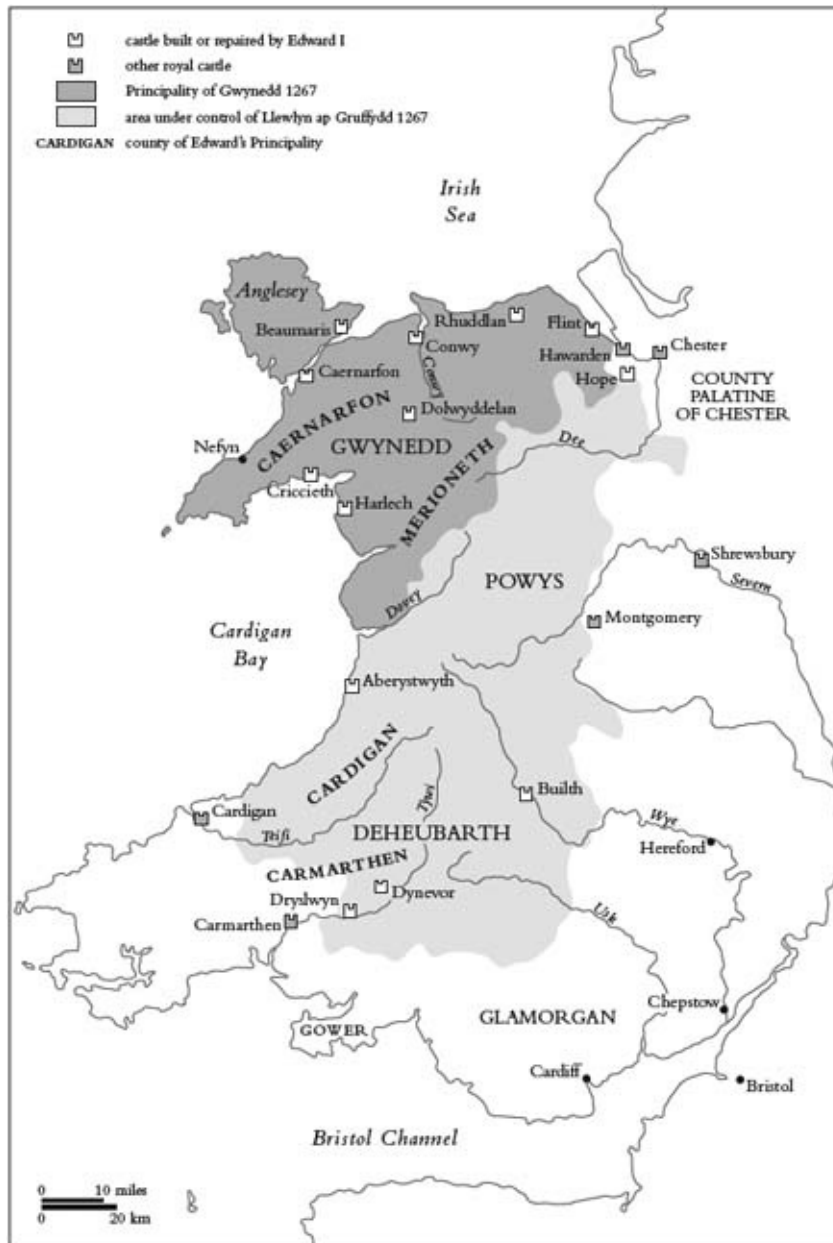 castle built or repaired by Edward I
other royal castle
Principality of Gwynedd 1267
area under control of Llewlyn ap Gruffydd 1267
CARDIGAN county of Edward's Principality
Irish
Sea
Anglesey
Beaumaris
Rhuddlan
Flint
Conwy
Conwy
Hawarden
Chester
Hope
Caernarfon
COUNTY
PALATINE
OF CHESTER
Dolwyddelan
CAERNARFON
GWYNEDD
Dee
Nefyn
Criccieth
Harlech
MERIONETH
Shrewsbury
Severn
POWYS
Dovey
Montgomery
Cardigan
Bay
Aberystwyth
CARDIGAN
Builth
Cardigan
Teifi
Tywi
DEHEUBARTH
Wye
Hereford
CARMARTHEN
Dynevor
Dryslwyn
Carmarthen
Usk
Chepstow
GLAMORGAN
GOWER
Cardiff
Bristol
Bristol Channel
0 10 miles
0 20 km